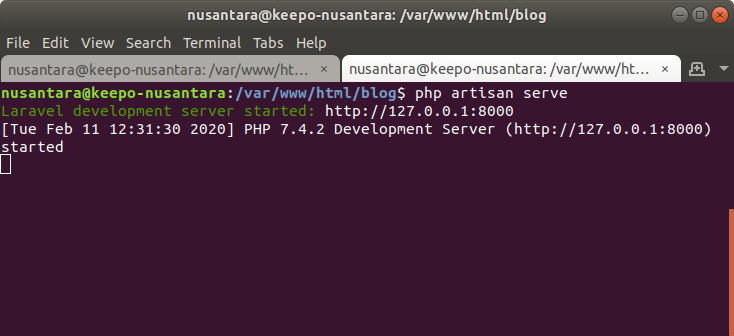 nusantara@keepo-nusantara: /var/www/html/blog
File Edit View Search Terminal Tabs Help
nusantara@keepo-nusantara: /var/www/ht… × nusantara@keepo-nusantara: /var/www/ht… ×
nusantara@keepo-nusantara:/var/www/html/blog$ php artisan serve
Laravel development server started: http://127.0.0.1:8000
[Tue Feb 11 12:31:30 2020] PHP 7.4.2 Development Server (http://127.0.0.1:8000)
started